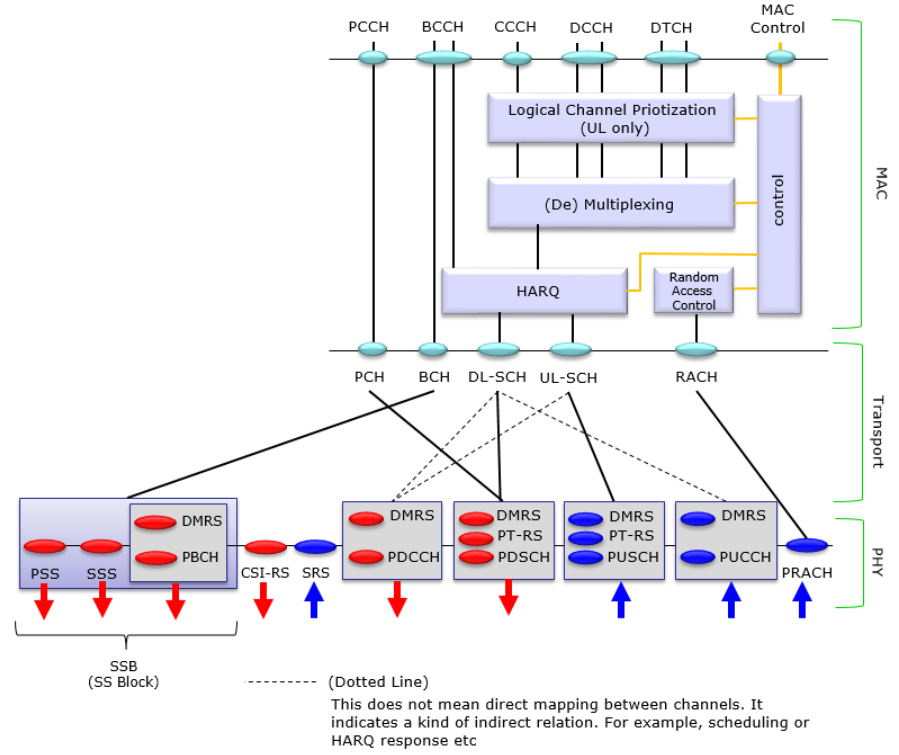 PCCH BCCH CCCH DCCH DTCH MAC
Control
Logical Channel Priotization
(UL only)
(De) Multiplexing
control
HARQ
Random
Access
Control
MAC
PCH BCH DL-SCH UL-SCH RACH
Transport
DMRS DMRS DMRS DMRS DMRS
PT-RS PT-RS
PBCH PDCCH PDSCH PUSCH PUCCH
PSS SSS CSI-RS SRS PRACH
PHY
SSB
(SS Block)
(Dotted Line)
This does not mean direct mapping between channels. It
indicates a kind of indirect relation. For example, scheduling or
HARQ response etc